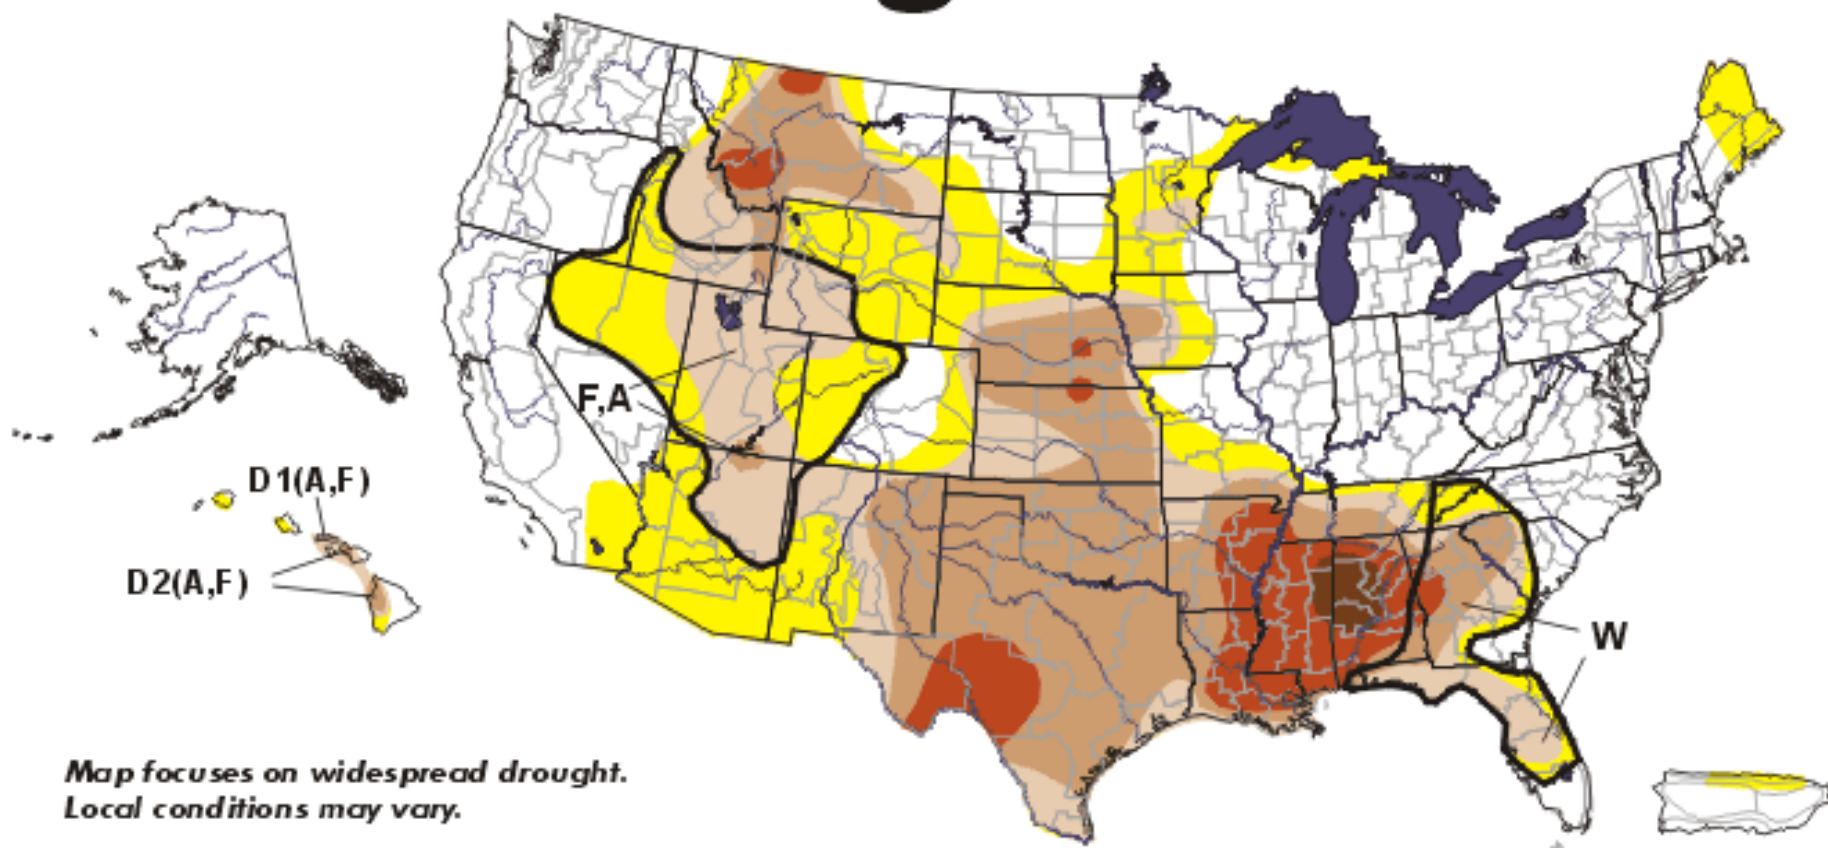 F,A
D1(A,F)
D2(A,F)
W
Map focuses on widespread drought.
Local conditions may vary.